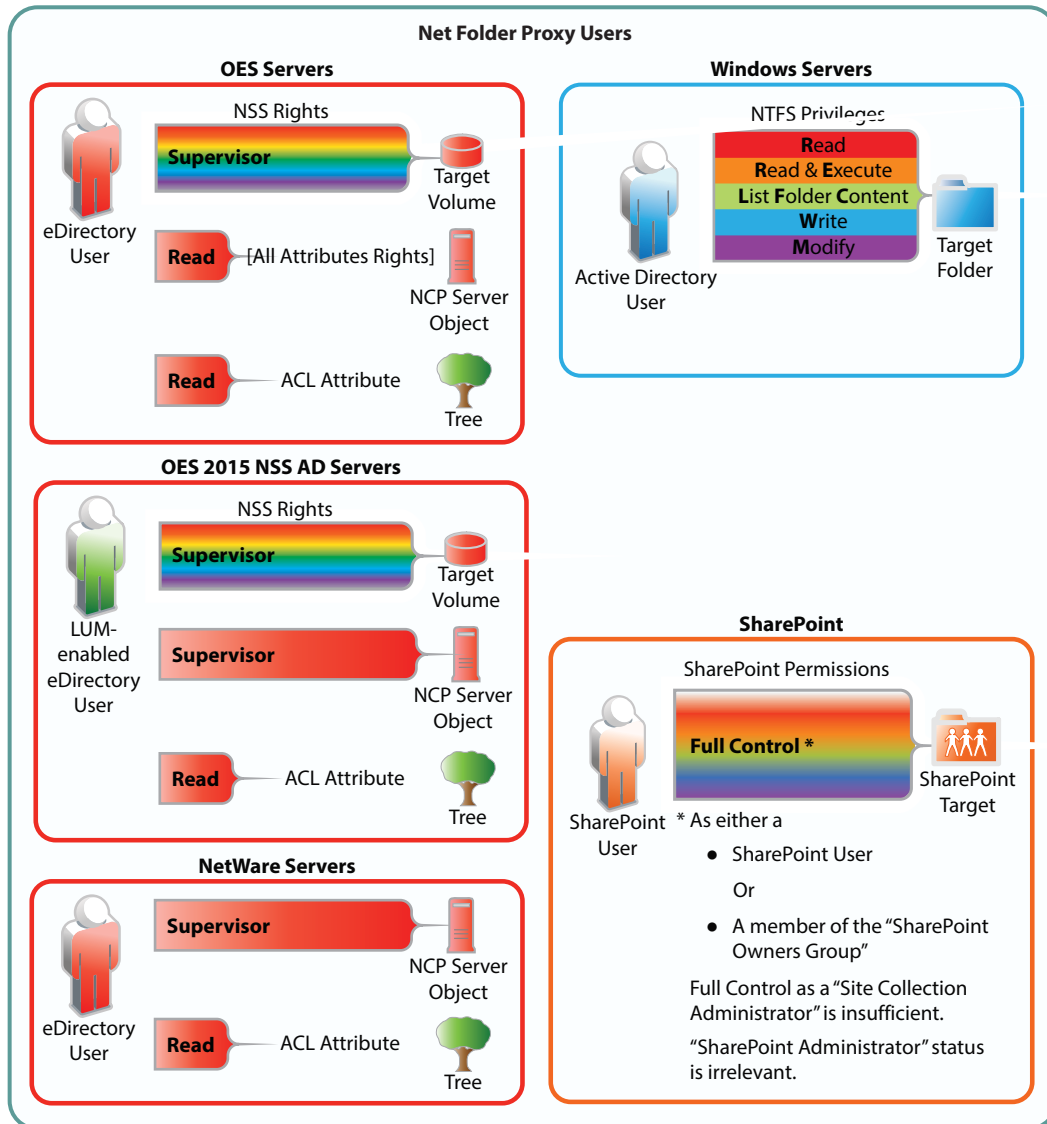 Net Folder Proxy Users
OES Servers
NSS Rights
Supervisor
Target
Volume
eDirectory
User
Read
[All Attributes Rights]
NCP Server
Object
Read
ACL Attribute
Tree
Windows Servers
NTFS Privileges
Read
Read & Execute
List Folder Content
Write
Modify
Active Directory
User
Target
Folder
OES 2015 NSS AD Servers
NSS Rights
Supervisor
Target
Volume
LUM-
enabled
eDirectory
User
Supervisor
NCP Server
Object
Read
ACL Attribute
Tree
NetWare Servers
Supervisor
NCP Server
Object
eDirectory
User
Read
ACL Attribute
Tree
SharePoint
SharePoint Permissions
Full Control *
SharePoint
User
SharePoint
Target
* As either a
● SharePoint User
Or
● A member of the “SharePoint
Owners Group”
Full Control as a “Site Collection
Administrator” is insufficient.
“SharePoint Administrator” status
is irrelevant.